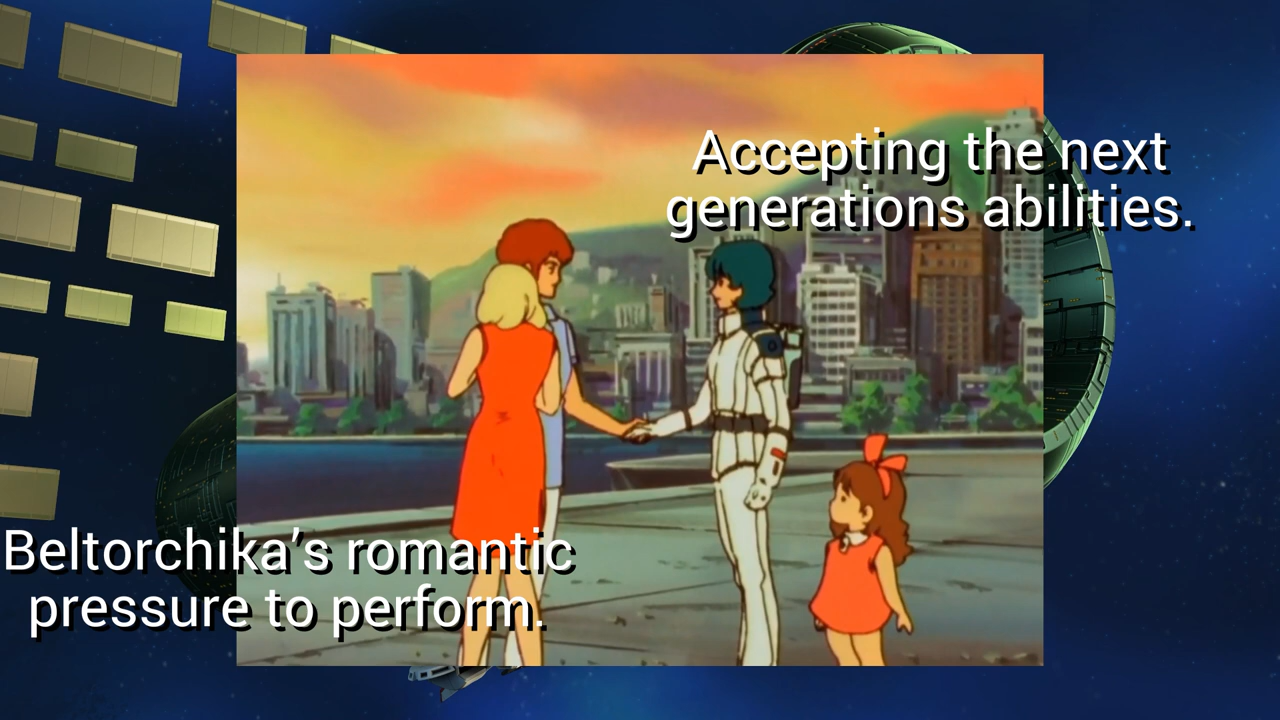 Accepting the next
generations abilities.
Beltorchika's romantic
pressure to perform.